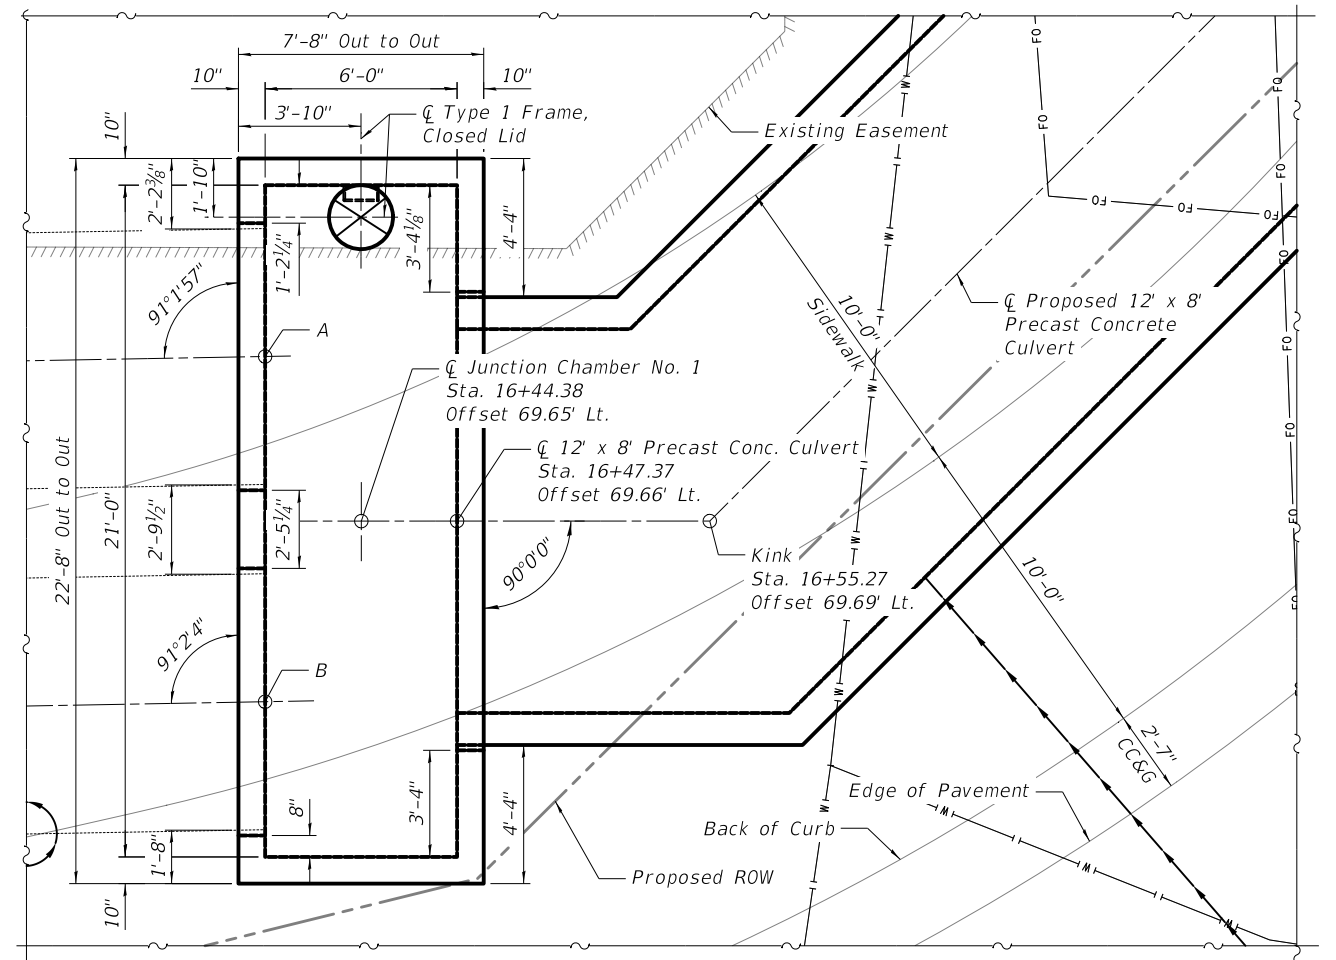 7'-8" Out to Out
10"
6'-0"
10"
3'-10"
℄ Type 1 Frame,
Closed Lid
10"
Existing Easement
2'-2⅜"
1'-10"
1'-2¼"
3'-4⅛"
4'-4"
91°1'57"
A
10'-0"
Sidewalk
℄ Proposed 12' x 8'
Precast Concrete
Culvert
℄ Junction Chamber No. 1
Sta. 16+44.38
Offset 69.65' Lt.
℄ 12' x 8' Precast Conc. Culvert
Sta. 16+47.37
Offset 69.66' Lt.
22'-8" Out to Out
21'-0"
2'-9½"
2'-5¼"
90°0'0"
Kink
Sta. 16+55.27
Offset 69.69' Lt.
10'-0"
91°2'4"
B
2'-7"
CC&G
Edge of Pavement
Back of Curb
Proposed ROW
8"
3'-4"
4'-4"
1'-8"
10"
W
W
W
W
W
W
W
W
W
W
W
FO
FO
FO
FO
FO
FO
FO
FO
FO
FO
FO
FO